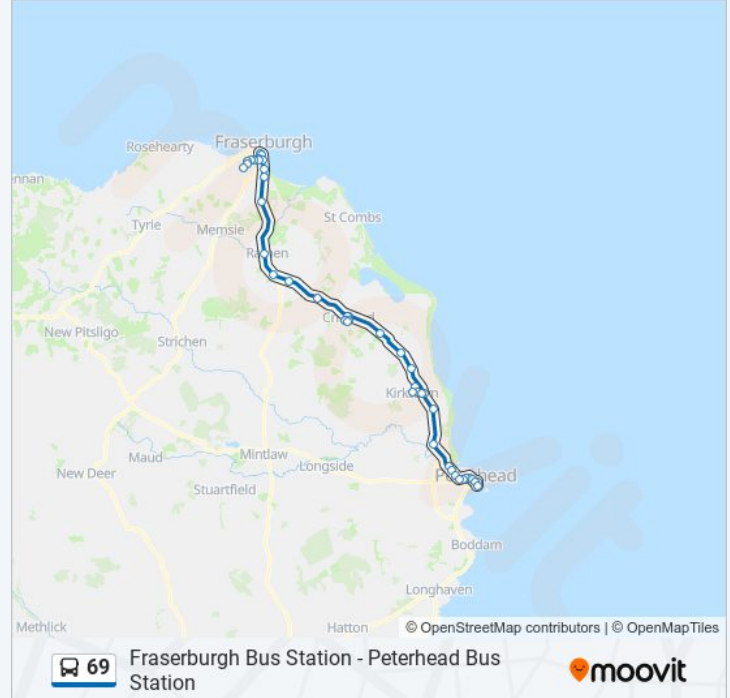 Fraserburgh
Rosehearty
nnan
St Combs
Tyrie
Memsie
New Pitsligo
Strichen
Maud
Mintlaw
Longside
New Deer
Stuartfield
Boddam
Longhaven
Methlick
Hatton
© OpenStreetMap contributors | © OpenMapTiles
69
Fraserburgh Bus Station - Peterhead Bus
Station
moovit